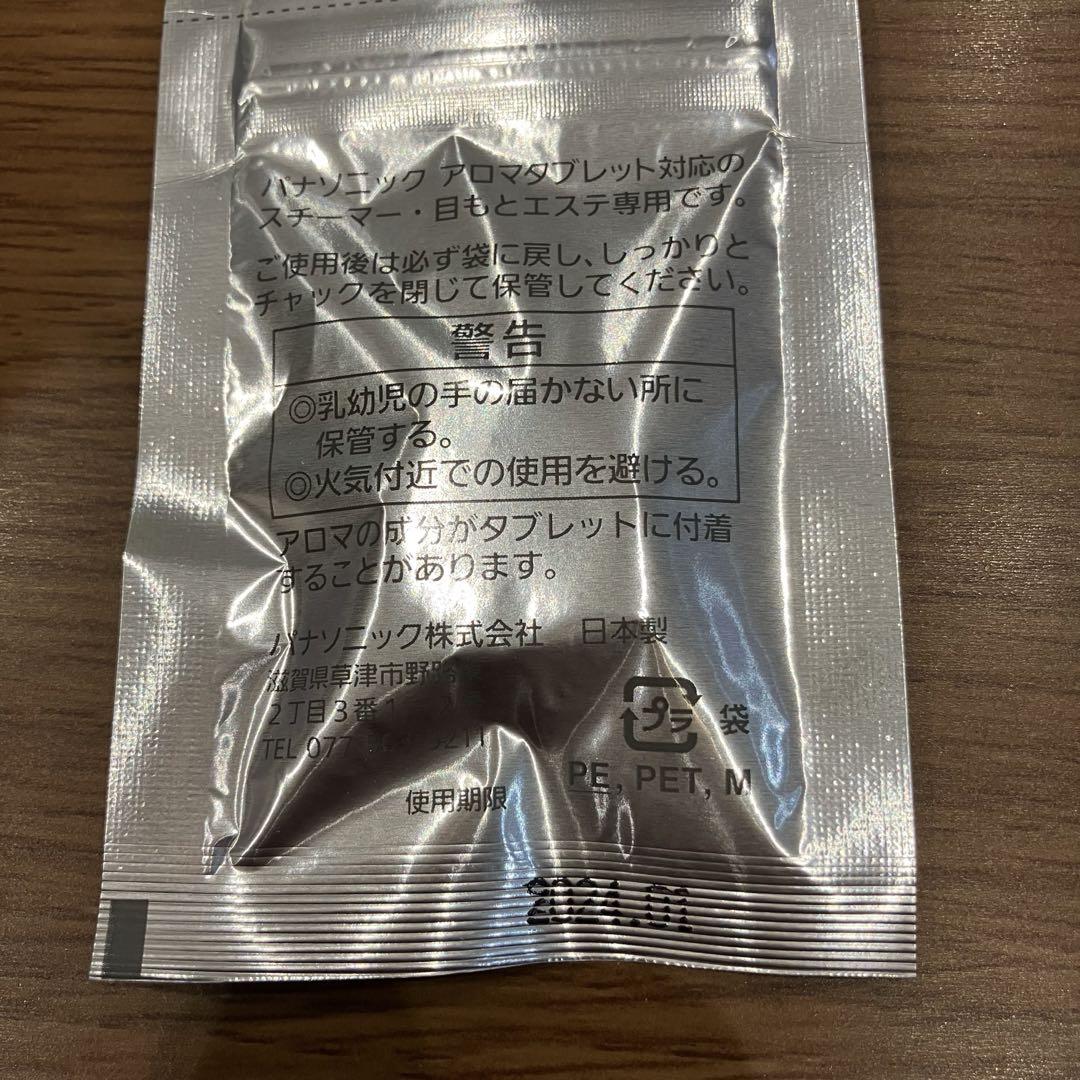 パナソニック アロマタブレット対応の
スチーマー・目もとエステ専用です。
ご使用後は必ず袋に戻し、しっかりと
チャックを閉じて保管してください。
警告
◎乳幼児の手の届かない所に
保管する。
◎火気付近での使用を避ける。
アロマの成分がタブレットに付着
することがあります。
パナソニック株式会社 日本製
滋賀県草津市野路
2丁目3番
TEL 077
プラ 袋
PE, PET, M
使用期限
2024.01